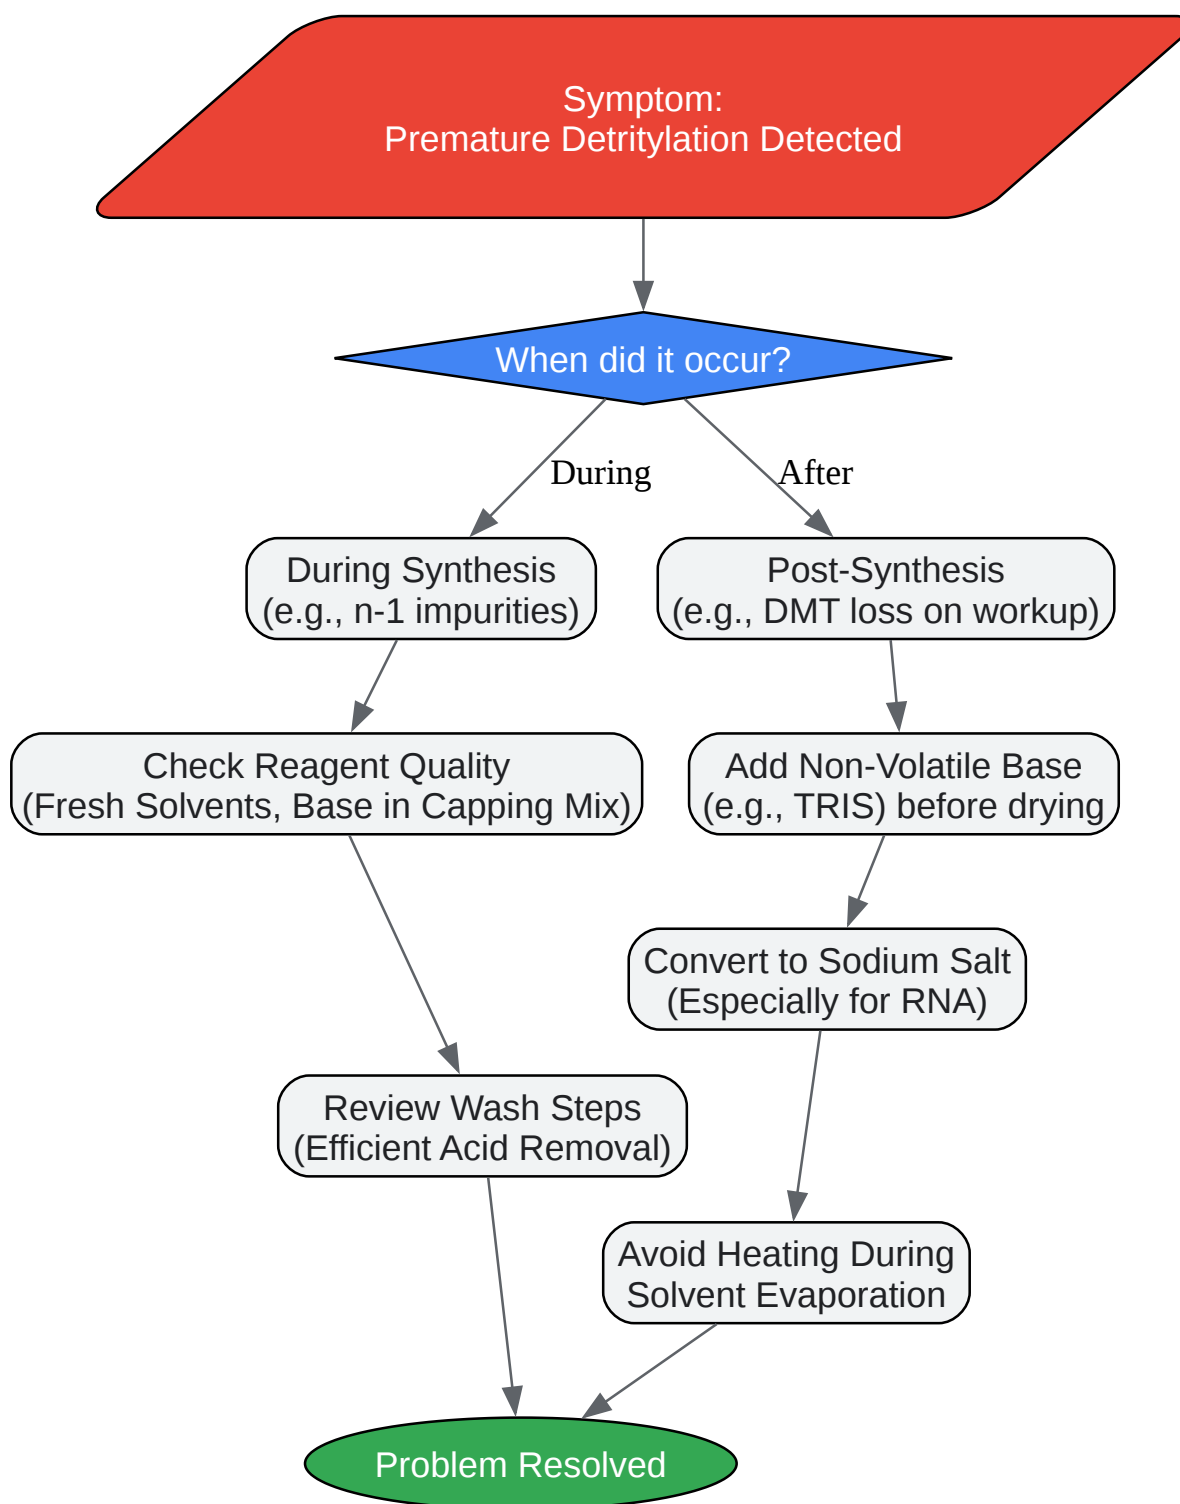 Symptom:
Premature Detritylation Detected
When did it occur?
During
After
During Synthesis
(e.g., n-1 impurities)
Post-Synthesis
(e.g., DMT loss on workup)
Check Reagent Quality
(Fresh Solvents, Base in Capping Mix)
Add Non-Volatile Base
(e.g., TRIS) before drying
Convert to Sodium Salt
(Especially for RNA)
Review Wash Steps
(Efficient Acid Removal)
Avoid Heating During
Solvent Evaporation
Problem Resolved